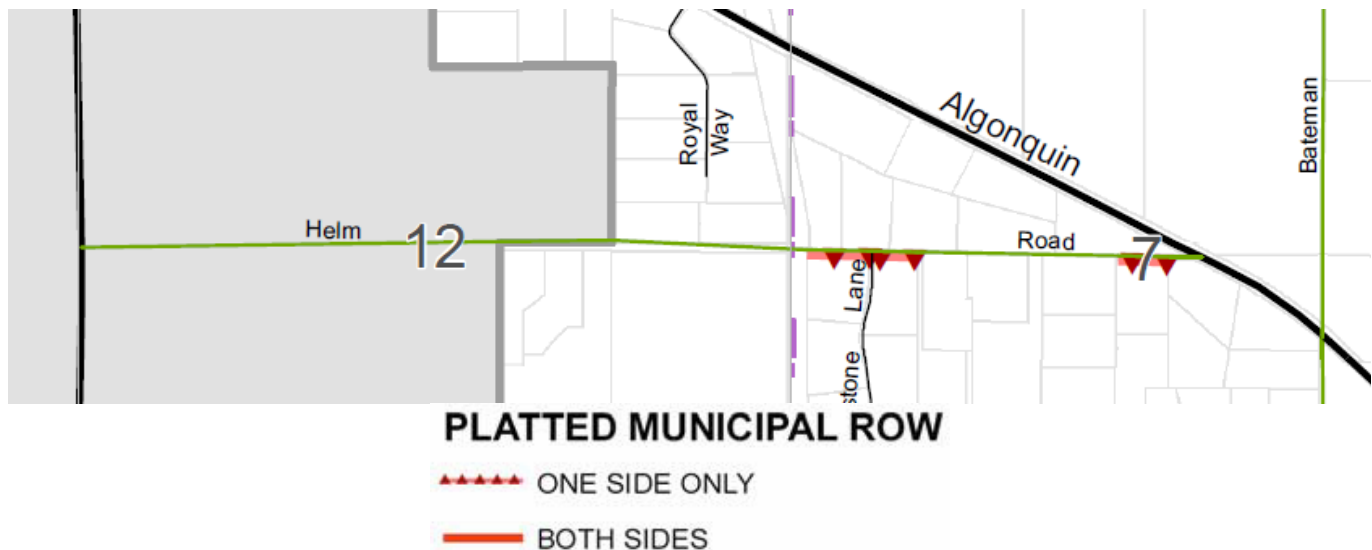 Algonquin
Royal
Way
Bateman
Helm
12
Road
7
Lane
stone
PLATTED MUNICIPAL ROW
ONE SIDE ONLY
BOTH SIDES